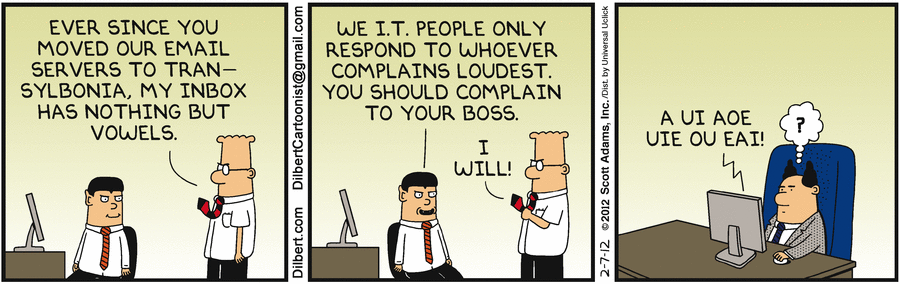 EVER SINCE YOU
MOVED OUR EMAIL
SERVERS TO TRAN–
SYLBONIA, MY INBOX
HAS NOTHING BUT
VOWELS.
Dilbert.com DilbertCartoonist@gmail.com
WE I.T. PEOPLE ONLY
RESPOND TO WHOEVER
COMPLAINS LOUDEST.
YOU SHOULD COMPLAIN
TO YOUR BOSS.
I
WILL!
2-7-12 ©2012 Scott Adams, Inc. /Dist. by Universal Uclick
A UI AOE
UIE OU EAI!
?